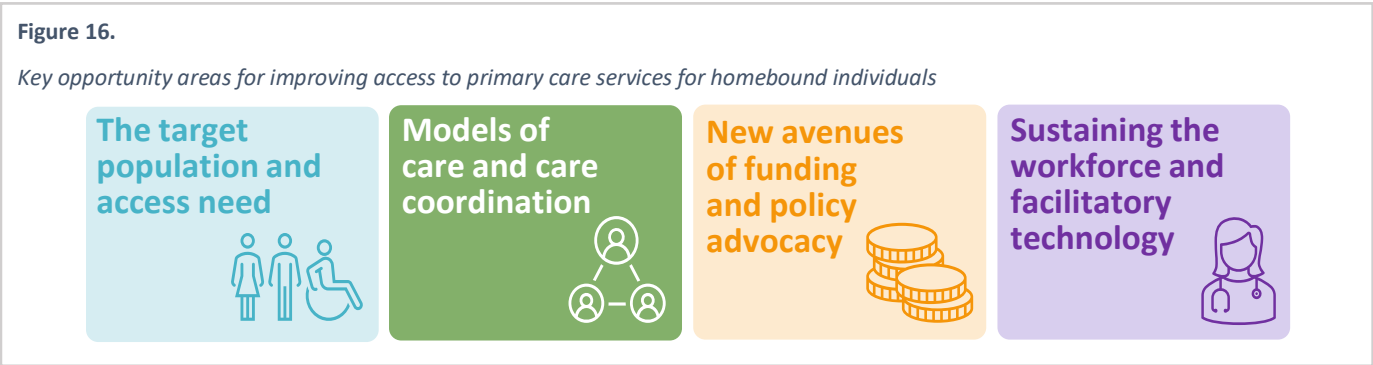 Figure 16.
Key opportunity areas for improving access to primary care services for homebound individuals
The target
population and
access need
Models of
care and care
coordination
New avenues
of funding
and policy
advocacy
Sustaining the
workforce and
facilitatory
technology